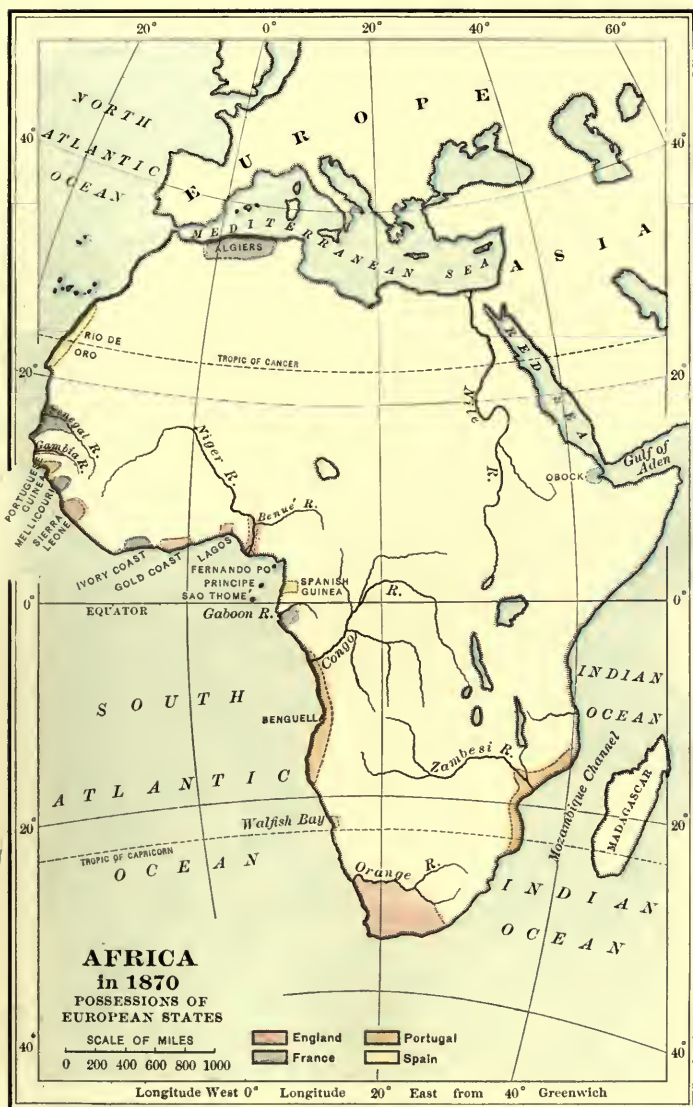 20° 0° 20° 40° 60°
NORTH
ATLANTIC
OCEAN
EUROPE
40°
40°
ASIA
MEDITERRANEAN SEA
ALGIERS
RIO DE
ORO
TROPIC OF CANCER
RED SEA
Nile
R.
20°
20°
Senegal R.
Gambia R.
Niger R.
Gulf of
Aden
OBOCK
PORTUGUESE
GUINEA
MELLICOURI
SIERRA
LEONE
Benué R.
IVORY COAST
GOLD COAST
LAGOS
FERNANDO PO
PRINCIPE
SAO THOMÉ
SPANISH
GUINEA
0°
EQUATOR
0°
Gaboon R.
Congo
R.
INDIAN
OCEAN
SOUTH
ATLANTIC
OCEAN
BENGUELLA
Zambesi R.
Mozambique Channel
MADAGASCAR
Walfish Bay
20°
20°
TROPIC OF CAPRICORN
Orange R.
INDIAN
OCEAN
AFRICA
in 1870
POSSESSIONS OF
EUROPEAN STATES
SCALE OF MILES
0 200 400 600 800 1000
England
Portugal
France
Spain
40°
40°
Longitude West 0° Longitude 20° East from 40° Greenwich